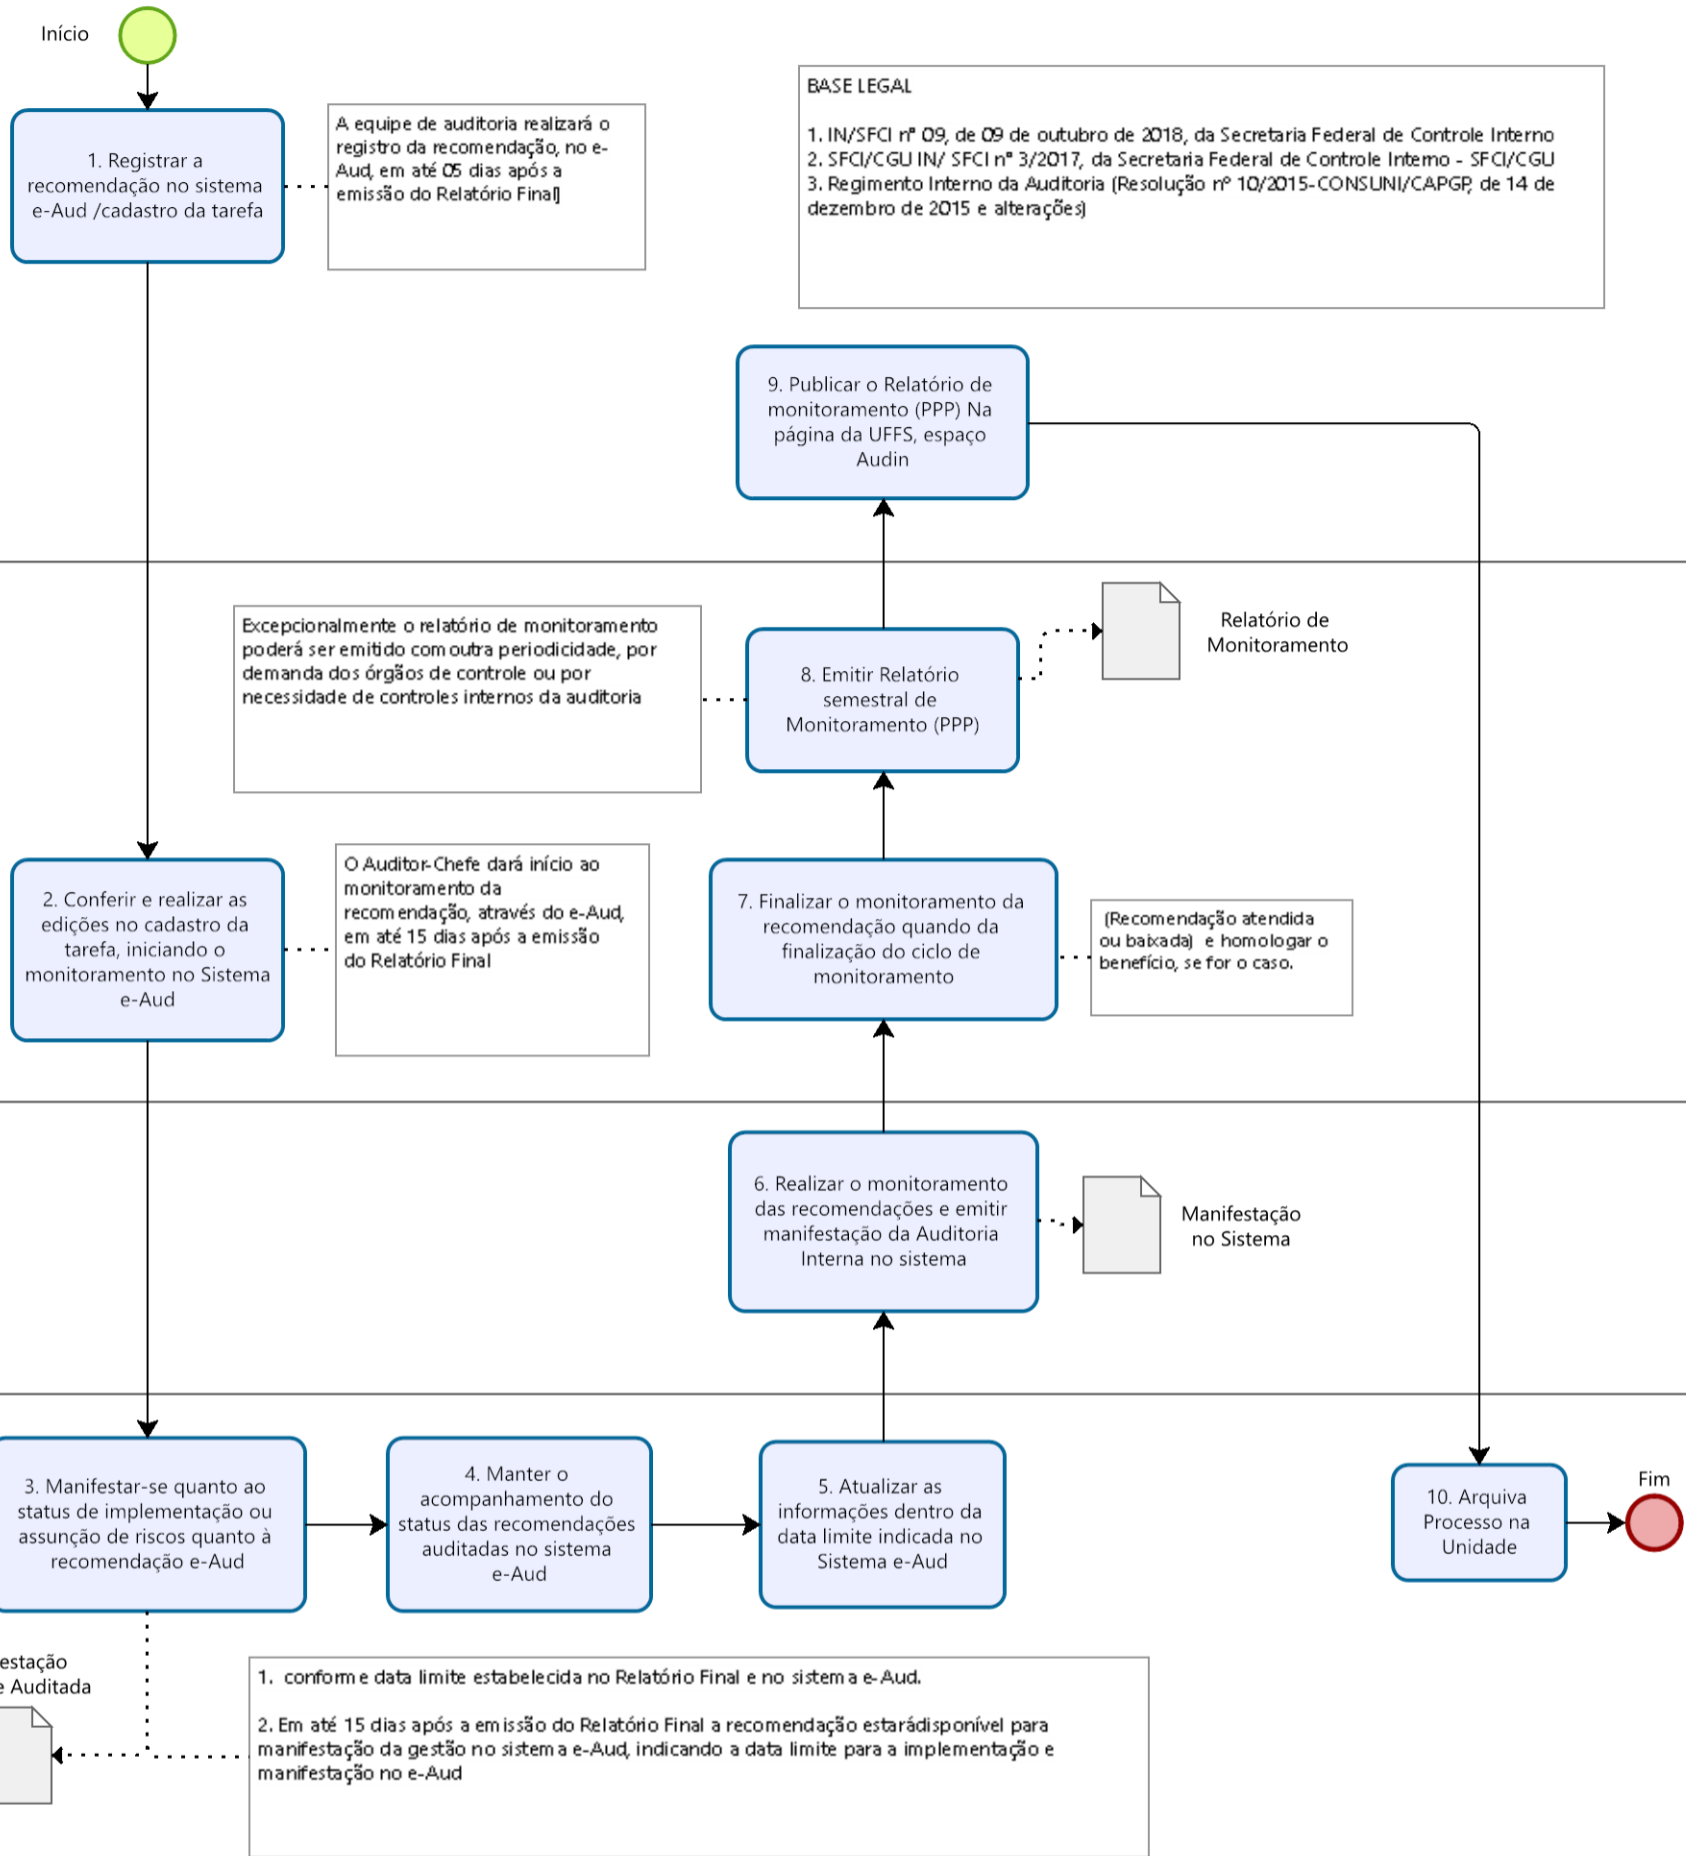 Início
1. Registrar a
recomendação no sistema
e-Aud /cadastro da tarefa
A equipe de auditoria realizará o
registro da recomendação, no e-
Aud, em até 05 dias após a
emissão do Relatório Final]
BASE LEGAL
1. IN/SFCI nº 09, de 09 de outubro de 2018, da Secretaria Federal de Controle Interno
2. SFCI/CGU IN/ SFCI nº 3/2017, da Secretaria Federal de Controle Interno - SFCI/CGU
3. Regimento Interno da Auditoria (Resolução nº 10/2015-CONSUNI/CAPGP, de 14 de
dezembro de 2015 e alterações)
9. Publicar o Relatório de
monitoramento (PPP) Na
página da UFFS, espaço
Audin
Excepcionalmente o relatório de monitoramento
poderá ser emitido com outra periodicidade, por
demanda dos órgãos de controle ou por
necessidade de controles internos da auditoria
8. Emitir Relatório
semestral de
Monitoramento (PPP)
Relatório de
Monitoramento
2. Conferir e realizar as
edições no cadastro da
tarefa, iniciando o
monitoramento no Sistema
e-Aud
O Auditor-Chefe dará início ao
monitoramento da
recomendação, através do e-Aud,
em até 15 dias após a emissão
do Relatório Final
7. Finalizar o monitoramento da
recomendação quando da
finalização do ciclo de
monitoramento
(Recomendação atendida
ou baixada) e homologar o
benefício, se for o caso.
6. Realizar o monitoramento
das recomendações e emitir
manifestação da Auditoria
Interna no sistema
Manifestação
no Sistema
3. Manifestar-se quanto ao
status de implementação ou
assunção de riscos quanto à
recomendação e-Aud
4. Manter o
acompanhamento do
status das recomendações
auditadas no sistema
e-Aud
5. Atualizar as
informações dentro da
data limite indicada no
Sistema e-Aud
10. Arquiva
Processo na
Unidade
Fim
estação
e Auditada
1. conforme data limite estabelecida no Relatório Final e no sistema e-Aud.
2. Em até 15 dias após a emissão do Relatório Final a recomendação estarádisponível para
manifestação da gestão no sistema e-Aud, indicando a data limite para a implementação e
manifestação no e-Aud